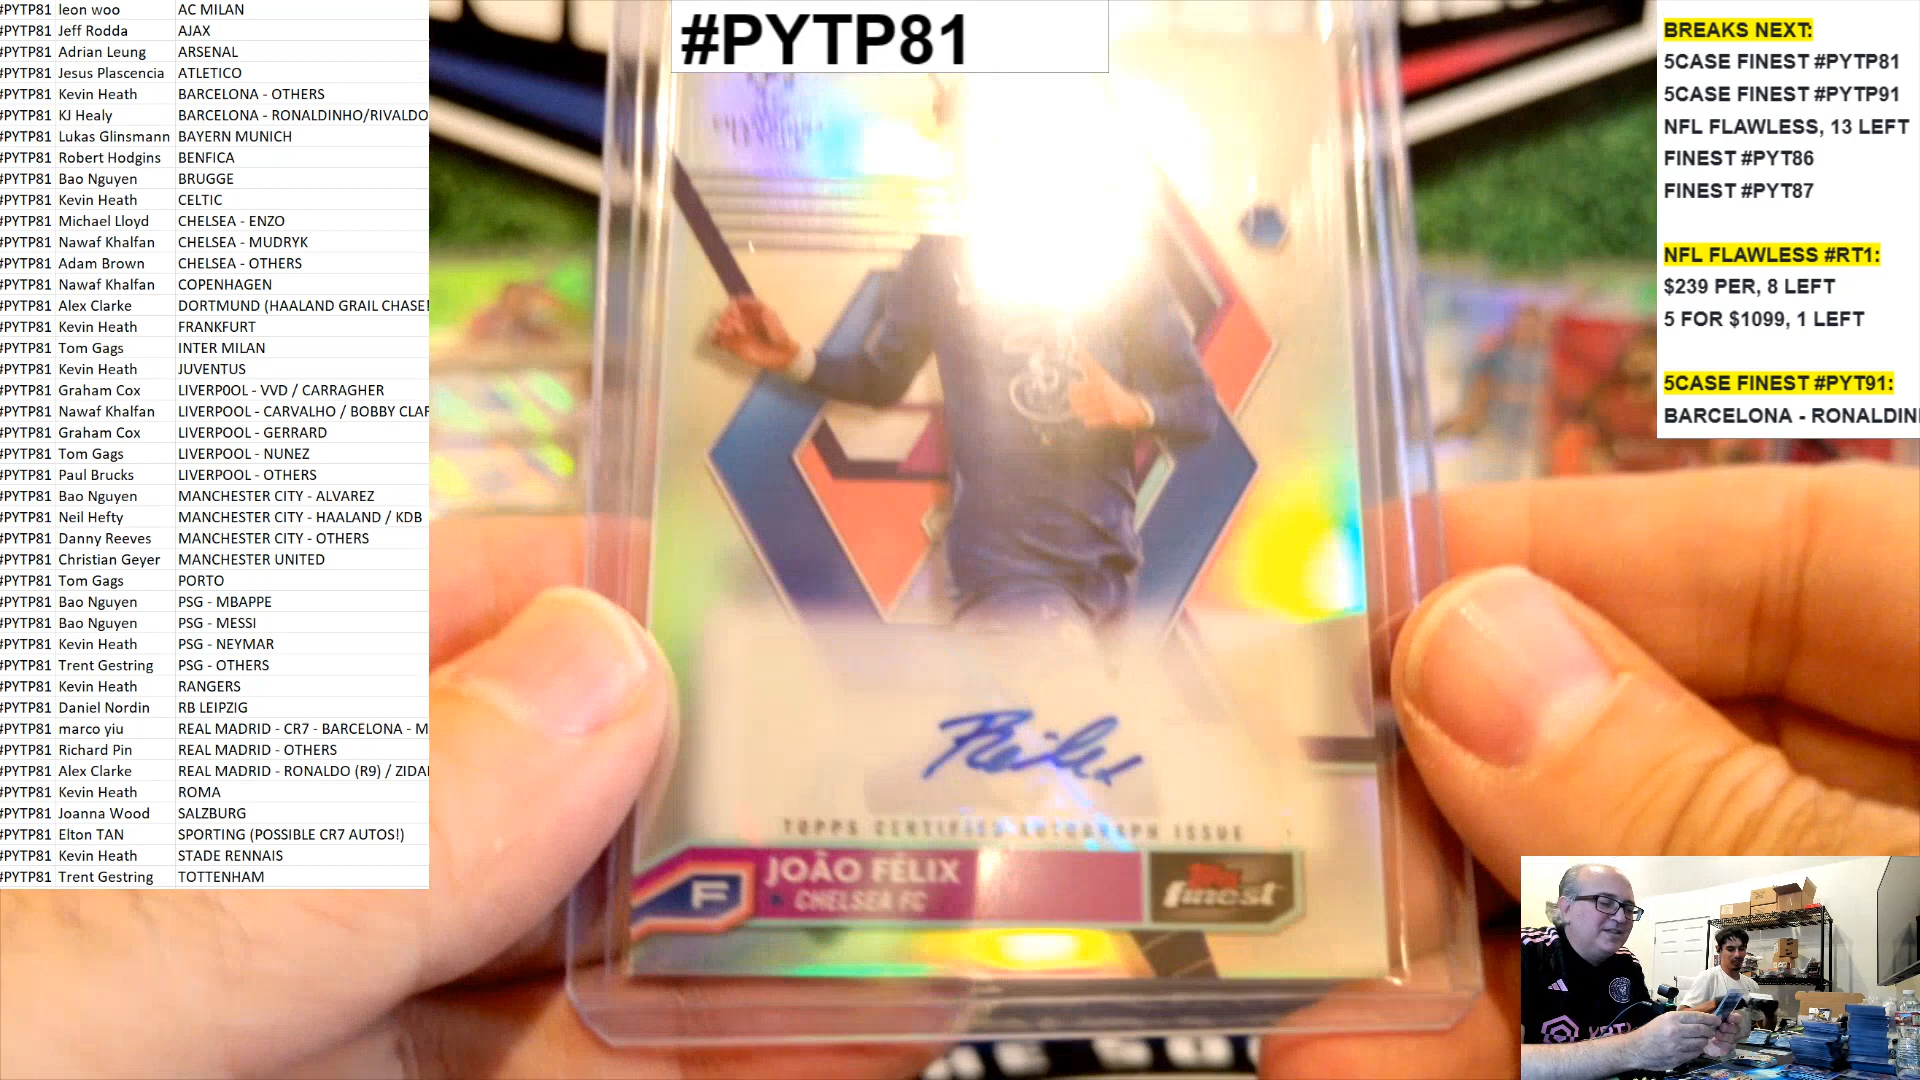 #PYTP81 leon woo AC MILAN
#PYTP81 Jeff Rodda AJAX
#PYTP81 Adrian Leung ARSENAL
#PYTP81 Jesus Plascencia ATLETICO
#PYTP81 Kevin Heath BARCELONA - OTHERS
#PYTP81 KJ Healy BARCELONA - RONALDINHO/RIVALDO
#PYTP81 Lukas Glinsmann BAYERN MUNICH
#PYTP81 Robert Hodgins BENFICA
#PYTP81 Bao Nguyen BRUGGE
#PYTP81 Kevin Heath CELTIC
#PYTP81 Michael Lloyd CHELSEA - ENZO
#PYTP81 Nawaf Khalfan CHELSEA - MUDRYK
#PYTP81 Adam Brown CHELSEA - OTHERS
#PYTP81 Nawaf Khalfan COPENHAGEN
#PYTP81 Alex Clarke DORTMUND (HAALAND GRAIL CHASE!
#PYTP81 Kevin Heath FRANKFURT
#PYTP81 Tom Gags INTER MILAN
#PYTP81 Kevin Heath JUVENTUS
#PYTP81 Graham Cox LIVERP0OL - VVD / CARRAGHER
#PYTP81 Nawaf Khalfan LIVERPOOL - CARVALHO / BOBBY CLAR
#PYTP81 Graham Cox LIVERPOOL - GERRARD
#PYTP81 Tom Gags LIVERPOOL - NUNEZ
#PYTP81 Paul Brucks LIVERPOOL - OTHERS
#PYTP81 Bao Nguyen MANCHESTER CITY - ALVAREZ
#PYTP81 Neil Hefty MANCHESTER CITY - HAALAND / KDB
#PYTP81 Danny Reeves MANCHESTER CITY - OTHERS
#PYTP81 Christian Geyer MANCHESTER UNITED
#PYTP81 Tom Gags PORTO
#PYTP81 Bao Nguyen PSG - MBAPPE
#PYTP81 Bao Nguyen PSG - MESSI
#PYTP81 Kevin Heath PSG - NEYMAR
#PYTP81 Trent Gestring PSG - OTHERS
#PYTP81 Kevin Heath RANGERS
#PYTP81 Daniel Nordin RB LEIPZIG
#PYTP81 marco yiu REAL MADRID - CR7 - BARCELONA - M
#PYTP81 Richard Pin REAL MADRID - OTHERS
#PYTP81 Alex Clarke REAL MADRID - RONALDO (R9) / ZIDA
#PYTP81 Kevin Heath ROMA
#PYTP81 Joanna Wood SALZBURG
#PYTP81 Elton TAN SPORTING (POSSIBLE CR7 AUTOS!)
#PYTP81 Kevin Heath STADE RENNAIS
#PYTP81 Trent Gestring TOTTENHAM
#PYTP81
TOPPS CERTIFIED AUTOGRAPH ISSUE
JOÃO FÉLIX
CHELSEA FC
F
Topps
finest
BREAKS NEXT:
5CASE FINEST #PYTP81
5CASE FINEST #PYTP91
NFL FLAWLESS, 13 LEFT
FINEST #PYT86
FINEST #PYT87
NFL FLAWLESS #RT1:
$239 PER, 8 LEFT
5 FOR $1099, 1 LEFT
5CASE FINEST #PYT91:
BARCELONA - RONALDIN